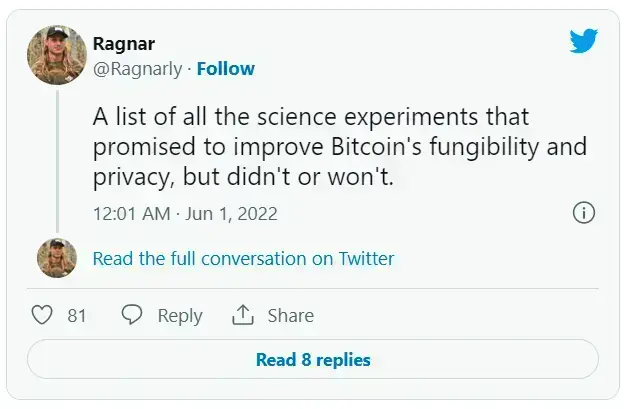 Ragnar
@Ragnarly · Follow
A list of all the science experiments that
promised to improve Bitcoin's fungibility and
privacy, but didn't or won't.
12:01 AM · Jun 1, 2022
Read the full conversation on Twitter
81 Reply Share
Read 8 replies